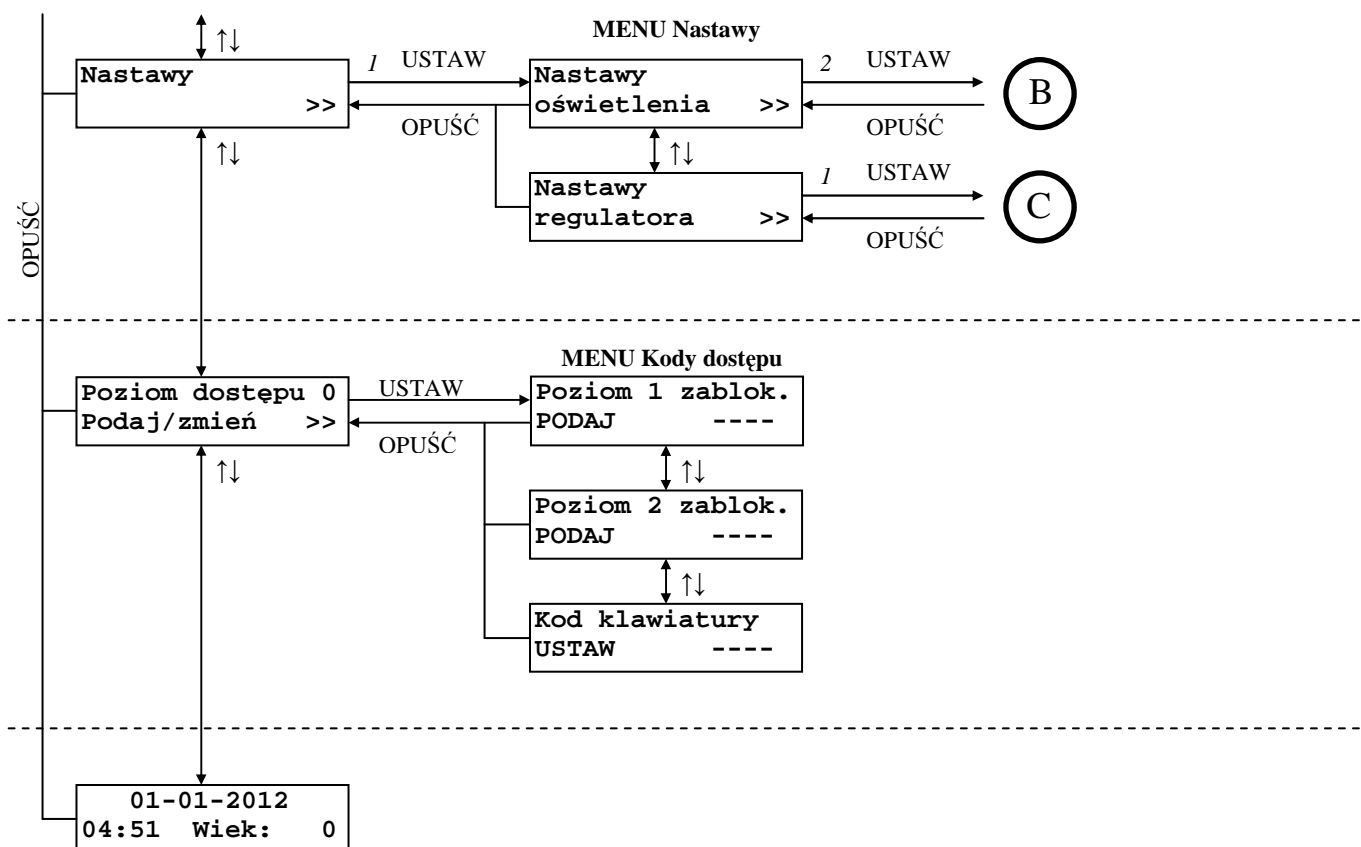 MENU Nastawy
↑↓
Nastawy
>>
1 USTAW
OPUŚĆ
Nastawy
oświetlenia >>
2 USTAW
OPUŚĆ
B
↑↓
↑↓
Nastawy
regulatora >>
1 USTAW
OPUŚĆ
C
OPUŚĆ
MENU Kody dostępu
Poziom dostępu 0
Podaj/zmień >>
USTAW
OPUŚĆ
Poziom 1 zablok.
PODAJ ----
↑↓
↑↓
Poziom 2 zablok.
PODAJ ----
↑↓
Kod klawiatury
USTAW ----
01-01-2012
04:51 Wiek: 0